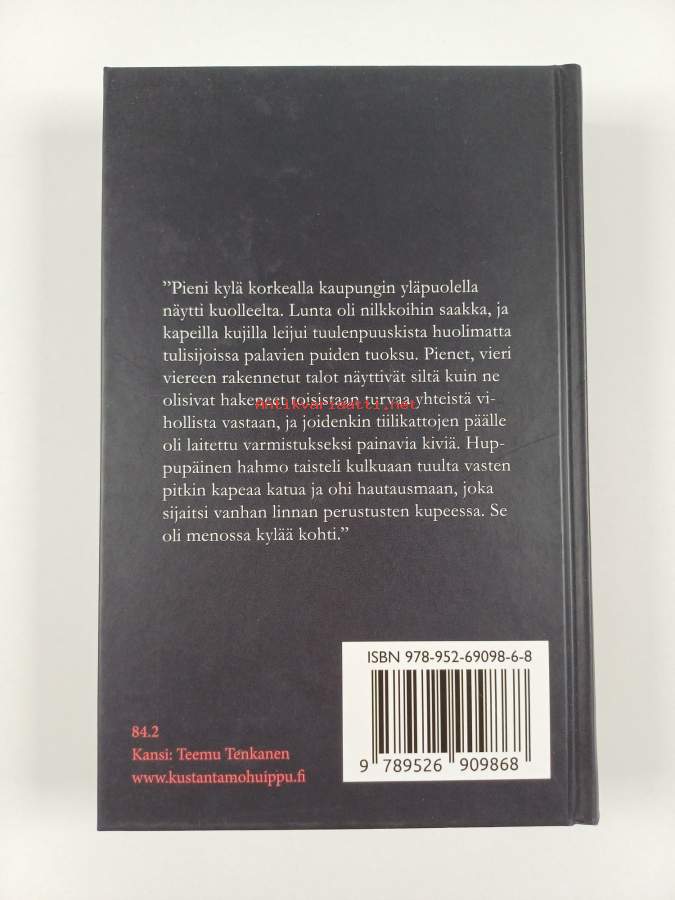 ”Pieni kylä korkealla kaupungin yläpuolella
näytti kuolleelta. Lunta oli nilkkoihin saakka, ja
kapeilla kujilla leijui tuulenpuuskista huolimatta
tulisijoissa palavien puiden tuoksu. Pienet, vieri
viereen rakennetut talot näyttivät siltä kuin ne
olisivat hakeneet toisistaan turvaa yhteistä vi-
Antikvariaatti.net
hollista vastaan, ja joidenkin tiilikattojen päälle
oli laitettu varmistukseksi painavia kiviä. Hup-
pupäinen hahmo taisteli kulkuaan tuulta vasten
pitkin kapeaa katua ja ohi hautausmaan, joka
sijaitsi vanhan linnan perustusten kupeessa. Se
oli menossa kylää kohti.”
ISBN 978-952-69098-6-8
9 789526 909868
84.2
Kansi: Teemu Tenkanen
www.kustantamohuippu.fi